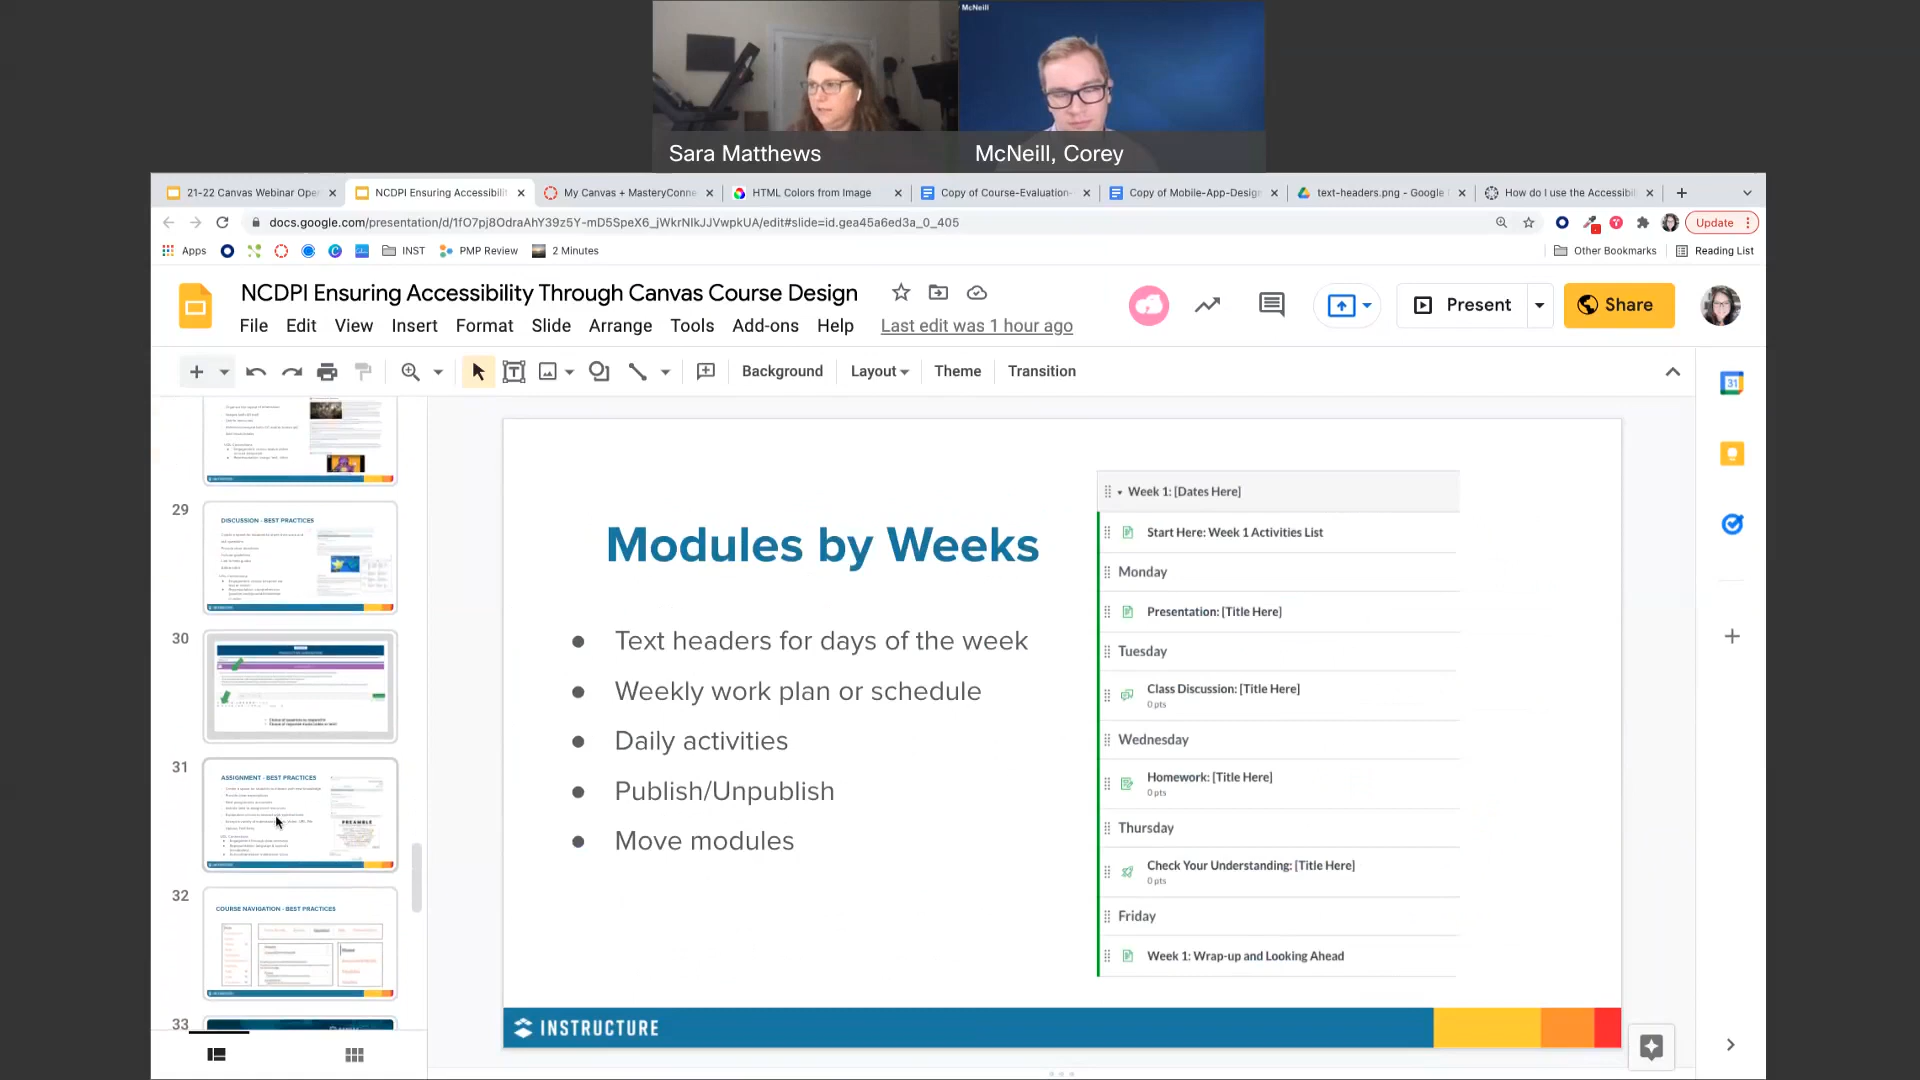 McNeill
Sara Matthews
McNeill, Corey
21-22 Canvas Webinar Oper
NCDPI Ensuring Accessibilit
My Canvas + MasteryConne
HTML Colors from Image
Copy of Course-Evaluation-
Copy of Mobile-App-Design
text-headers.png - Google
How do I use the Accessibil
docs.google.com/presentation/d/1fO7pj8OdraAhY39z5Y-mD5SpeX6_jWkrNIkJJVwpkUA/edit#slide=id.gea45a6ed3a_0_405
Update
Apps
INST
PMP Review
2 Minutes
Other Bookmarks
Reading List
NCDPI Ensuring Accessibility Through Canvas Course Design
File Edit View Insert Format Slide Arrange Tools Add-ons Help Last edit was 1 hour ago
Present
Share
Background Layout Theme Transition
31
29
DISCUSSION - BEST PRACTICES
30
31
ASSIGNMENT - BEST PRACTICES
PREAMBLE
32
COURSE NAVIGATION - BEST PRACTICES
33
Modules by Weeks
● Text headers for days of the week
● Weekly work plan or schedule
● Daily activities
● Publish/Unpublish
● Move modules
Week 1: [Dates Here]
Start Here: Week 1 Activities List
Monday
Presentation: [Title Here]
Tuesday
Class Discussion: [Title Here]
0 pts
Wednesday
Homework: [Title Here]
0 pts
Thursday
Check Your Understanding: [Title Here]
0 pts
Friday
Week 1: Wrap-up and Looking Ahead
INSTRUCTURE